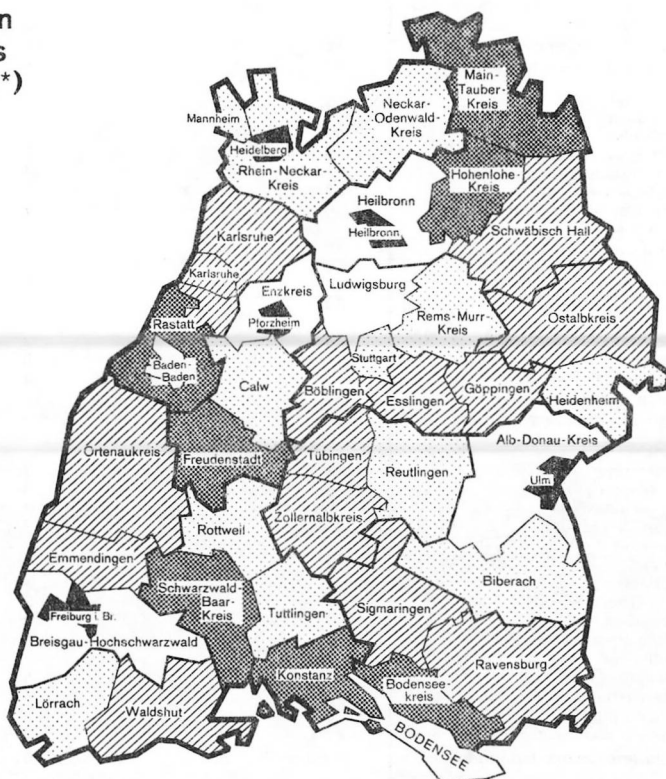 n
s
*)
Main-
Tauber-
Kreis
Neckar-
Odenwald-
Kreis
Mannheim
Heidelberg
Rhein-Neckar-
Kreis
Hohenlohe-
Kreis
Heilbronn
Heilbronn
Schwäbisch Hall
Karlsruhe
Karlsruhe
Enzkreis
Ludwigsburg
Pforzheim
Rems-Murr-
Kreis
Ostalbkreis
Rastatt
Baden-
Baden
Stuttgart
Calw
Böblingen
Esslingen
Göppingen
Heidenheim
Alb-Donau-Kreis
Ortenaukreis
Freudenstadt
Tübingen
Reutlingen
Ulm
Rottweil
Zollernalbkreis
Emmendingen
Biberach
Schwarzwald-
Baar-
Kreis
Tuttlingen
Sigmaringen
Freiburg i. Br.
Breisgau-Hochschwarzwald
Ravensburg
Konstanz
Bodensee-
kreis
Lörrach
Waldshut
BODENSEE